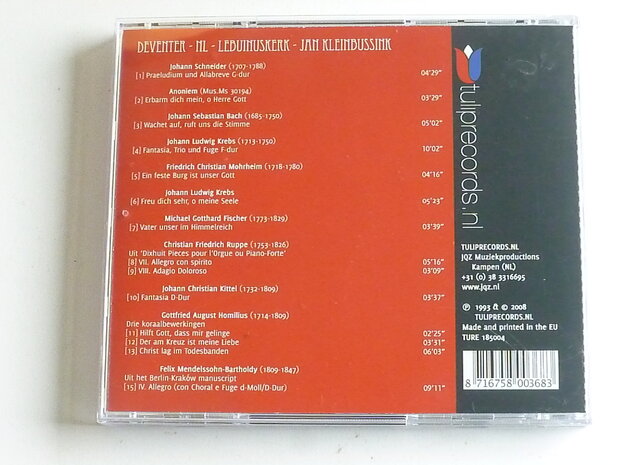 DEVENTER - NL - LEBUINUSKERK - JAN KLEINBUSSINK
Johann Schneider (1707-1788)
[1] Praeludium und Allabreve G-dur 04'29"
Anoniem (Mus.Ms 30194)
[2] Erbarm dich mein, o Herre Gott 03'29"
Johann Sebastian Bach (1685-1750)
[3] Wachet auf, ruft uns die Stimme 05'02"
Johann Ludwig Krebs (1713-1750)
[4] Fantasia, Trio und Fuge F-dur 10'02"
Friedrich Christian Mohrheim (1718-1780)
[5] Ein feste Burg ist unser Gott 04'16"
Johann Ludwig Krebs
[6] Freu dich sehr, o meine Seele 05'23"
Michael Gotthard Fischer (1773-1829)
[7] Vater unser im Himmelreich 03'39"
Christian Friedrich Ruppe (1753-1826)
Uit 'Dixhuit Pieces pour l'Orgue ou Piano-Forte'
[8] VII. Allegro con spirito 05'16"
[9] VIII. Adagio Doloroso 03'09"
Johann Christian Kittel (1732-1809)
[10] Fantasia D-Dur 03'37"
Gottfried August Homilius (1714-1809)
Drie koraalbewerkingen
[11] Hilft Gott, dass mir gelinge 02'25"
[12] Der am Kreuz ist meine Liebe 03'31"
[13] Christ lag im Todesbanden 06'03"
Felix Mendelssohn-Bartholdy (1809-1847)
Uit het Berlin-Kraków manuscript
[15] IV. Allegro (con Choral e Fuge d-Moll/D-Dur) 09'11"
tuliprecords.nl
TULIPRECORDS.NL
JQZ Muziekproductions
Kampen (NL)
+31 (0) 38 3316695
www.jqz.nl
℗ 1993 & © 2008
TULIPRECORDS.NL
Made and printed in the EU
TURE 185004
8 716758 003683